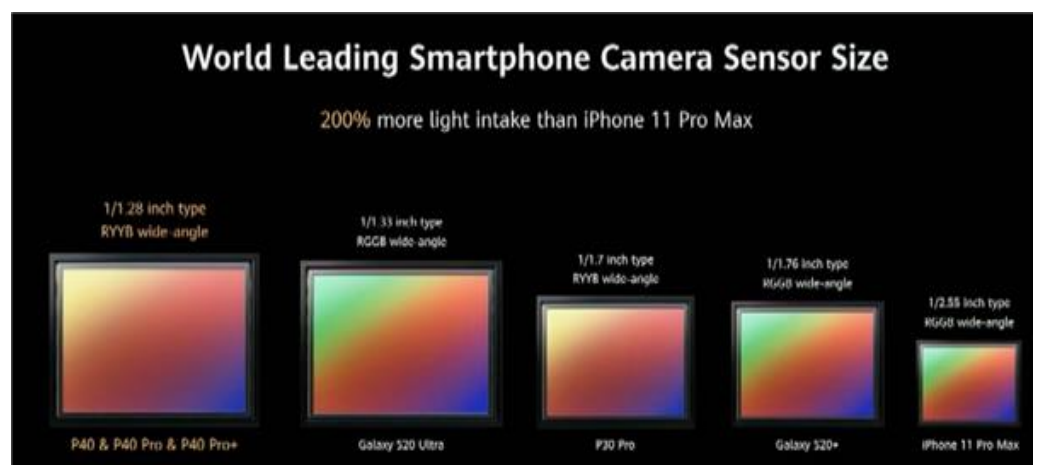 World Leading Smartphone Camera Sensor Size
200% more light intake than iPhone 11 Pro Max
1/1.28 inch type
RYYB wide-angle
P40 & P40 Pro & P40 Pro+
1/1.33 inch type
RGGB wide-angle
Galaxy S20 Ultra
1/1.7 inch type
RYYB wide-angle
P30 Pro
1/1.76 inch type
RGGB wide-angle
Galaxy S20+
1/2.55 inch type
RGGB wide-angle
iPhone 11 Pro Max